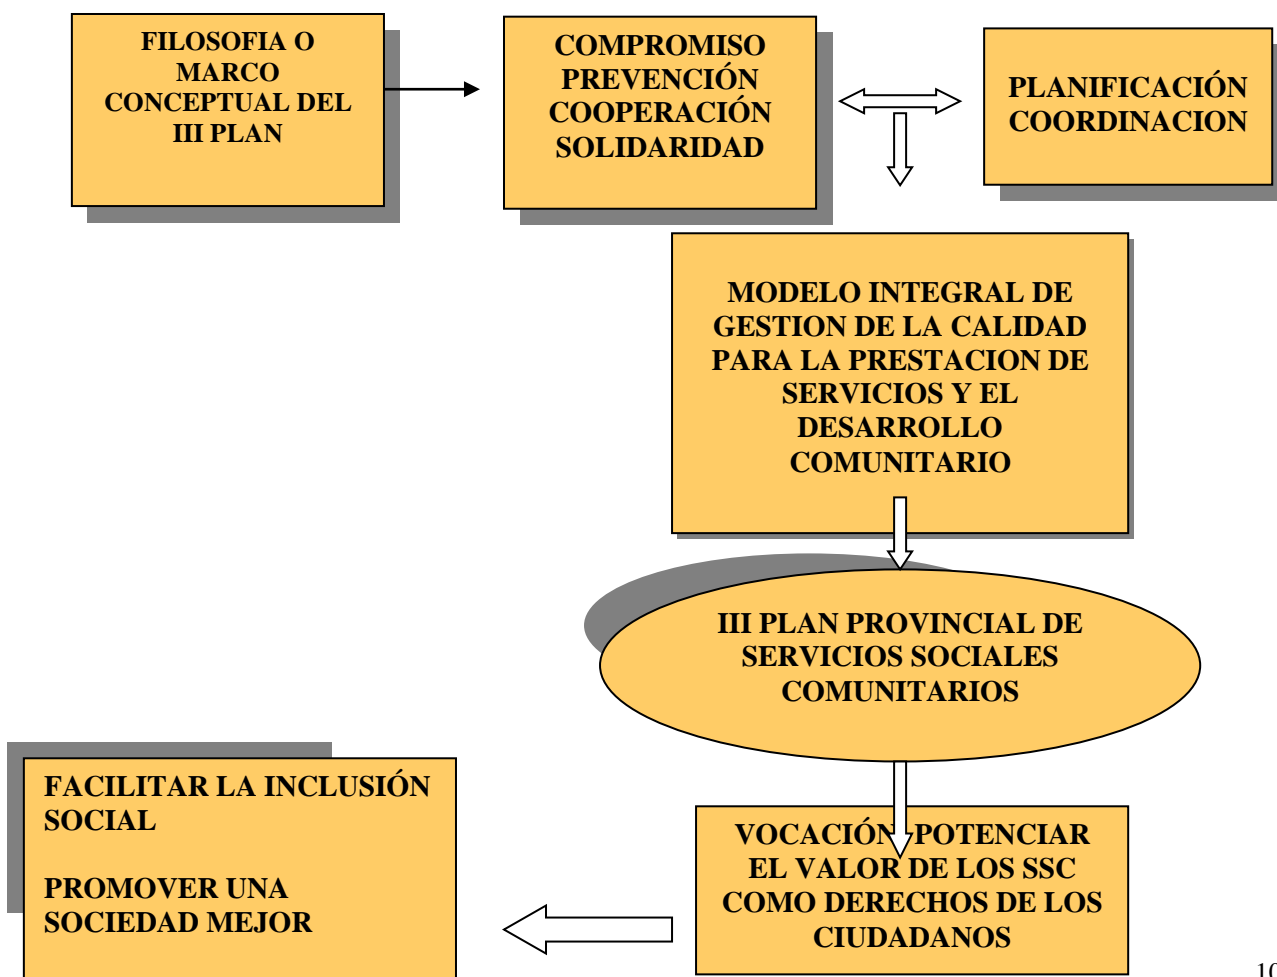 FILOSOFIA O
MARCO
CONCEPTUAL DEL
III PLAN
COMPROMISO
PREVENCIÓN
COOPERACIÓN
SOLIDARIDAD
PLANIFICACIÓN
COORDINACION
MODELO INTEGRAL DE
GESTION DE LA CALIDAD
PARA LA PRESTACION DE
SERVICIOS Y EL
DESARROLLO
COMUNITARIO
III PLAN PROVINCIAL DE
SERVICIOS SOCIALES
COMUNITARIOS
VOCACIÓN POTENCIAR
EL VALOR DE LOS SSC
COMO DERECHOS DE LOS
CIUDADANOS
FACILITAR LA INCLUSIÓN
SOCIAL
PROMOVER UNA
SOCIEDAD MEJOR